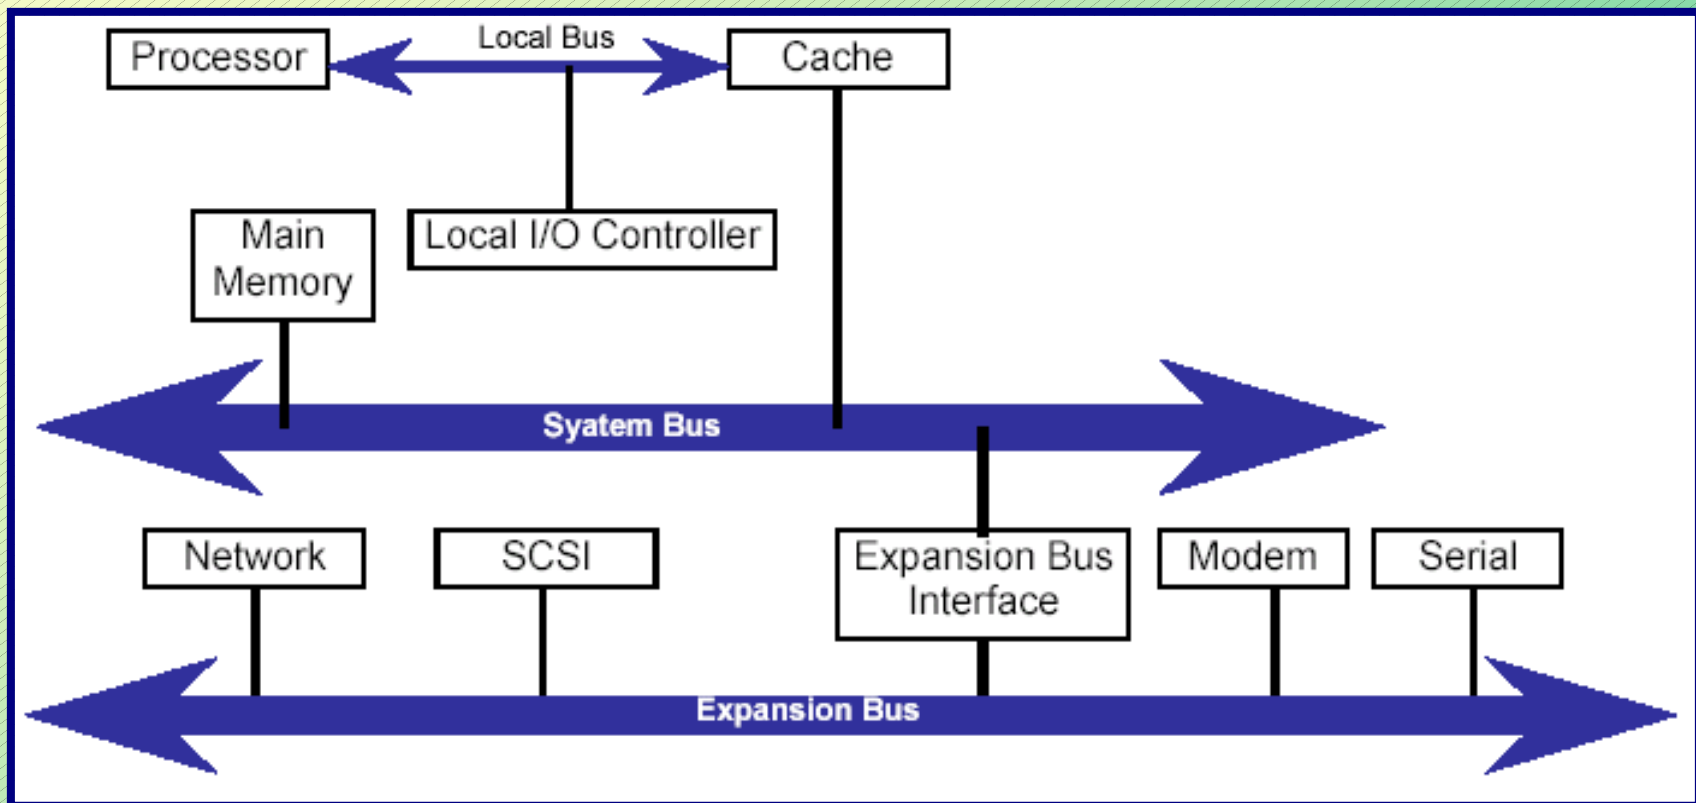 Processor
Local Bus
Cache
Main
Memory
Local I/O Controller
Syatem Bus
Network
SCSI
Expansion Bus
Interface
Modem
Serial
Expansion Bus